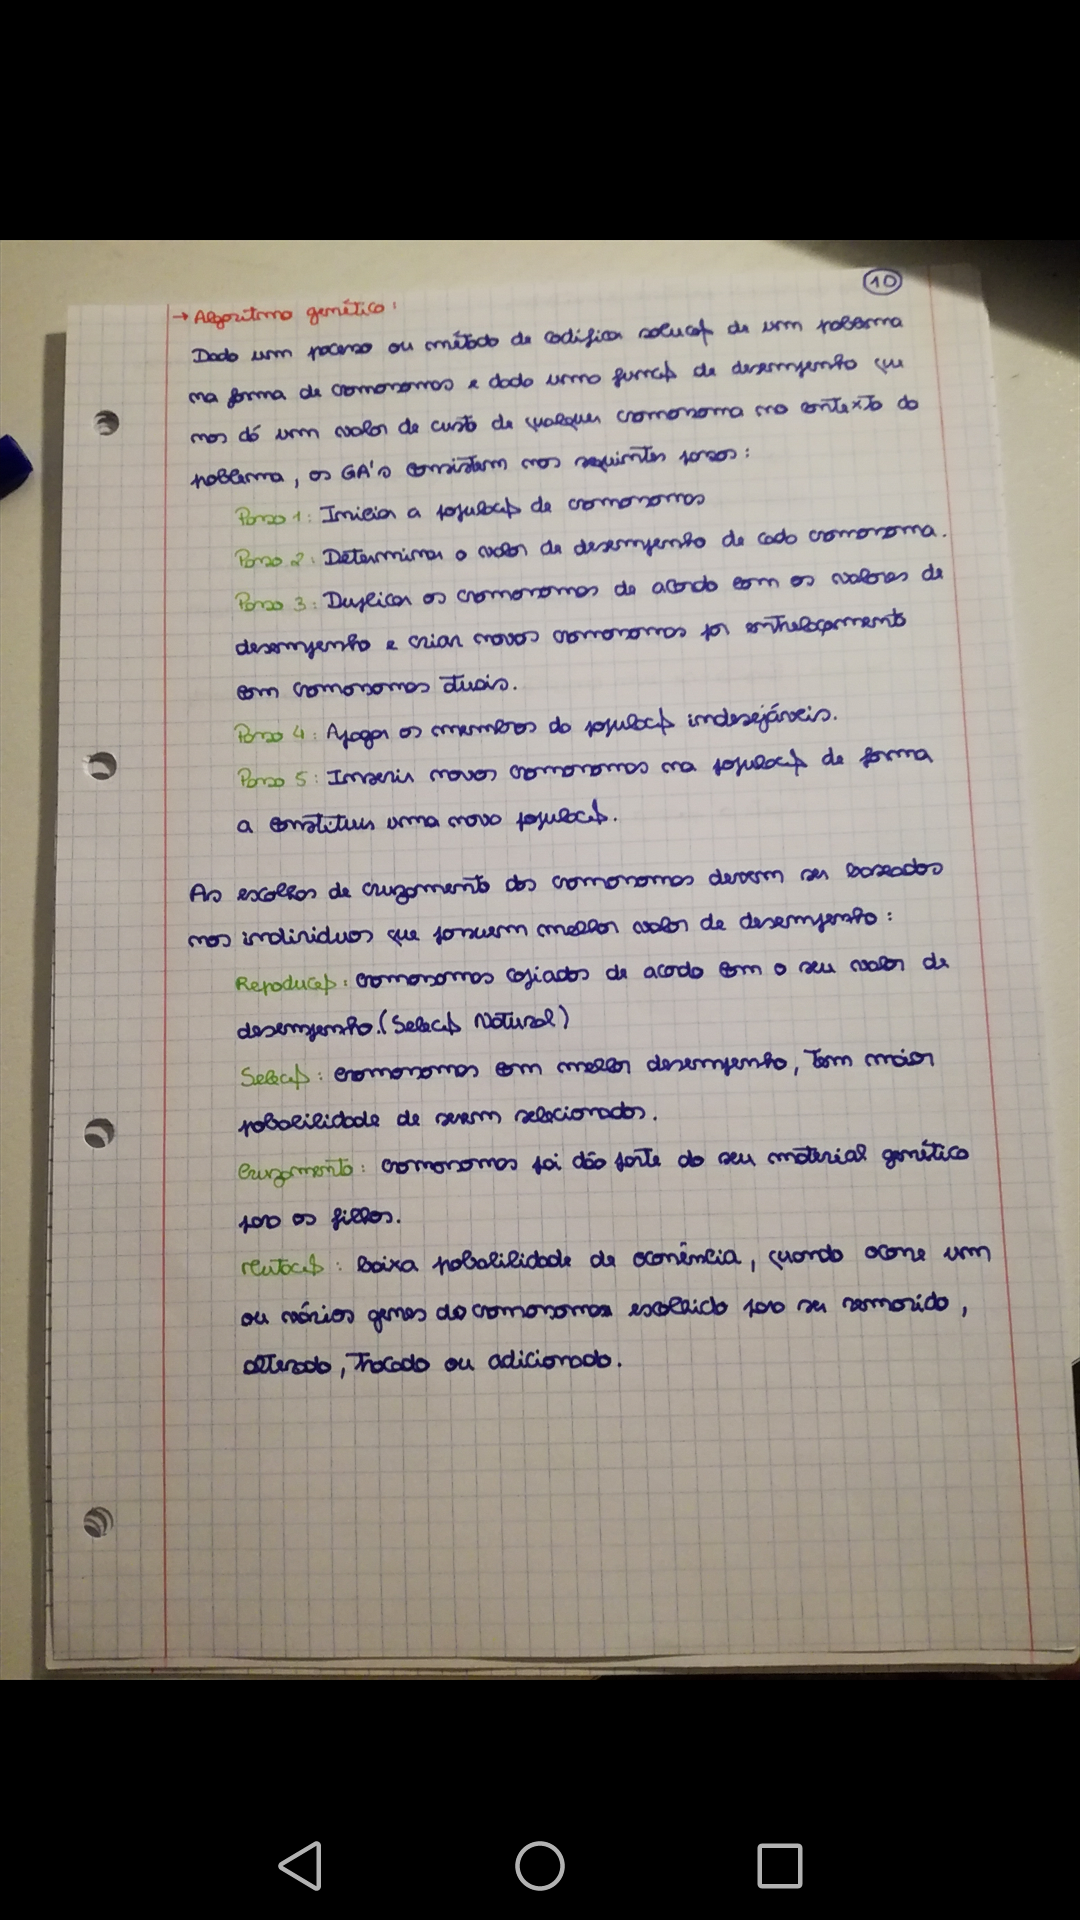 10
→ Algoritmo genético:
Dado um processo ou método de codifica solução de um problema
na forma de cromossomas e dado uma função de desempenho que
nos dá um valor de custo de qualquer cromossoma no contexto do
problema, os GA's consistem nos seguintes passos:
Passo 1: Iniciar a população de cromossomas
Passo 2: Determinar o valor de desempenho de cada cromossoma.
Passo 3: Duplicar os cromossomas de acordo com os valores de
desempenho e criar novos cromossomas por entrelaçamento
com cromossomas atuais.
Passo 4: Apagar os membros da população indesejáveis.
Passo 5: Inserir novos cromossomas na população de forma
a constituir uma nova população.
As escolhas de cruzamento dos cromossomas devem ser baseados
nos individuos que possuem melhor valor de desempenho:
Reprodução: cromossomas copiados de acordo com o seu valor de
desempenho. (Seleção Natural)
Seleção: cromossomas com melhor desempenho, tem maior
probabilidade de serem selecionados.
Cruzamento: cromossomas pai dão parte do seu material genético
para os filhos.
Mutação: baixa probabilidade de ocorrência, quando ocorre um
ou vários genes do cromossoma escolhido para ser removido,
alterado, trocado ou adicionado.